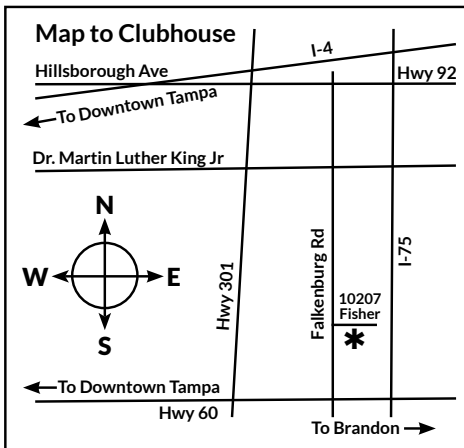 Map to Clubhouse
I-4
Hillsborough Ave
Hwy 92
To Downtown Tampa
Dr. Martin Luther King Jr
N
W
E
S
Hwy 301
Falkenburg Rd
I-75
10207
Fisher
*
To Downtown Tampa
Hwy 60
To Brandon